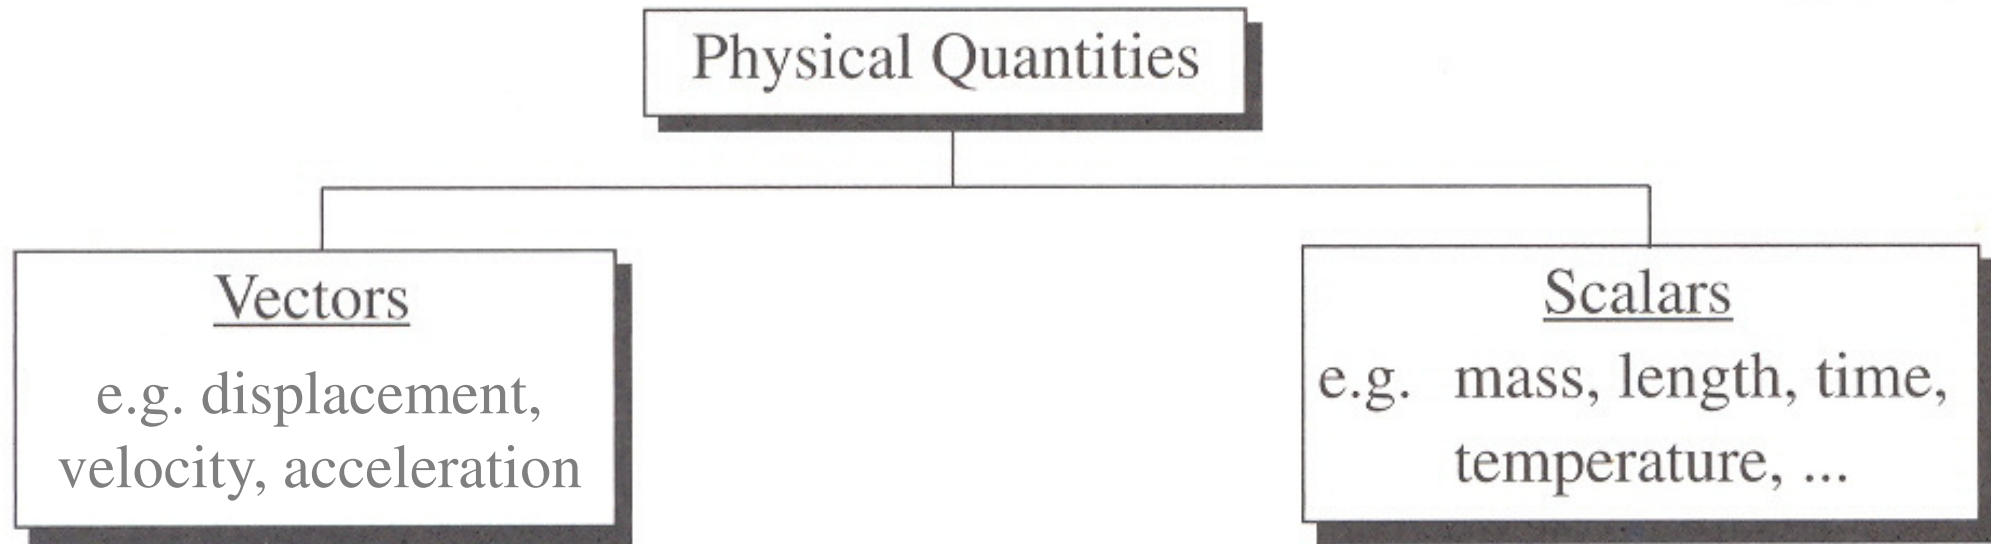 Physical Quantities
Vectors
e.g. displacement,
velocity, acceleration
Scalars
e.g. mass, length, time,
temperature, ...